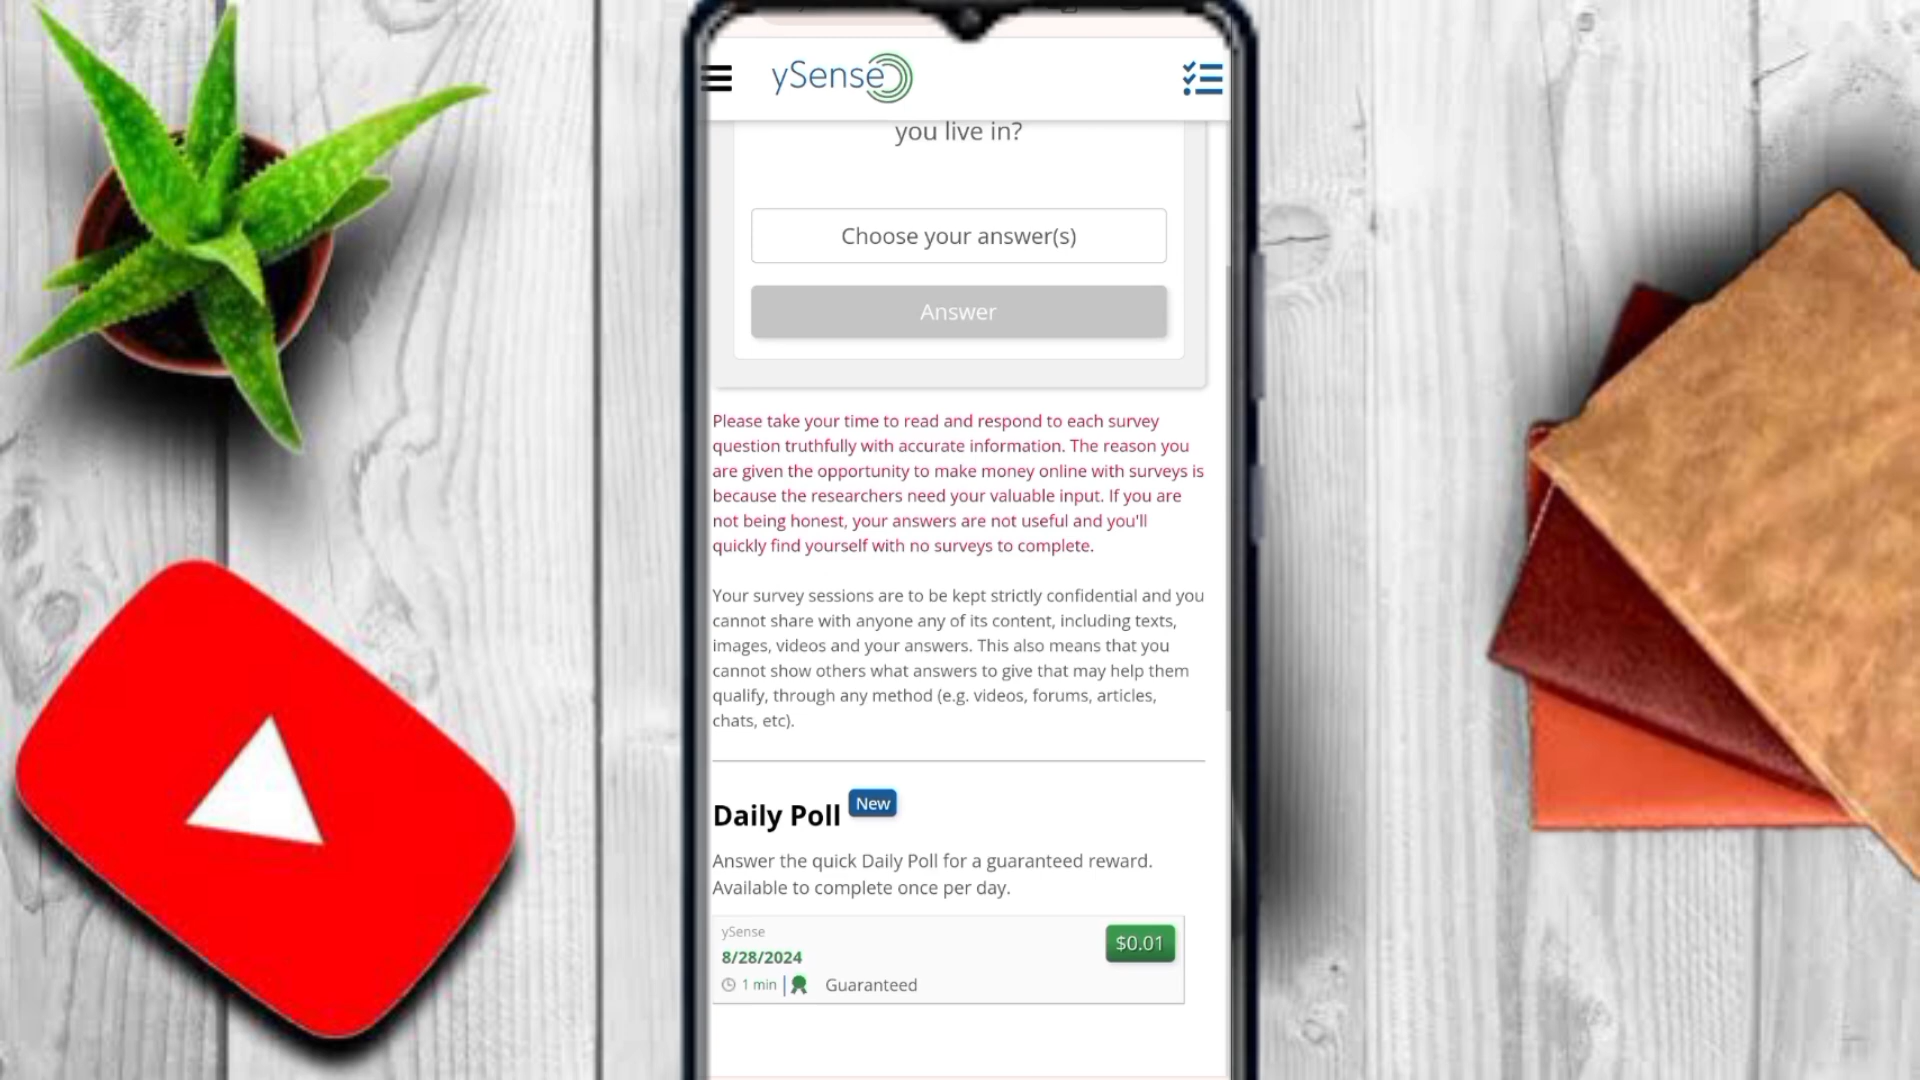 ySense
you live in?
Choose your answer(s)
Answer
Please take your time to read and respond to each survey
question truthfully with accurate information. The reason you
are given the opportunity to make money online with surveys is
because the researchers need your valuable input. If you are
not being honest, your answers are not useful and you'll
quickly find yourself with no surveys to complete.
Your survey sessions are to be kept strictly confidential and you
cannot share with anyone any of its content, including texts,
images, videos and your answers. This also means that you
cannot show others what answers to give that may help them
qualify, through any method (e.g. videos, forums, articles,
chats, etc).
Daily Poll New
Answer the quick Daily Poll for a guaranteed reward.
Available to complete once per day.
ySense
8/28/2024
$0.01
1 min | Guaranteed